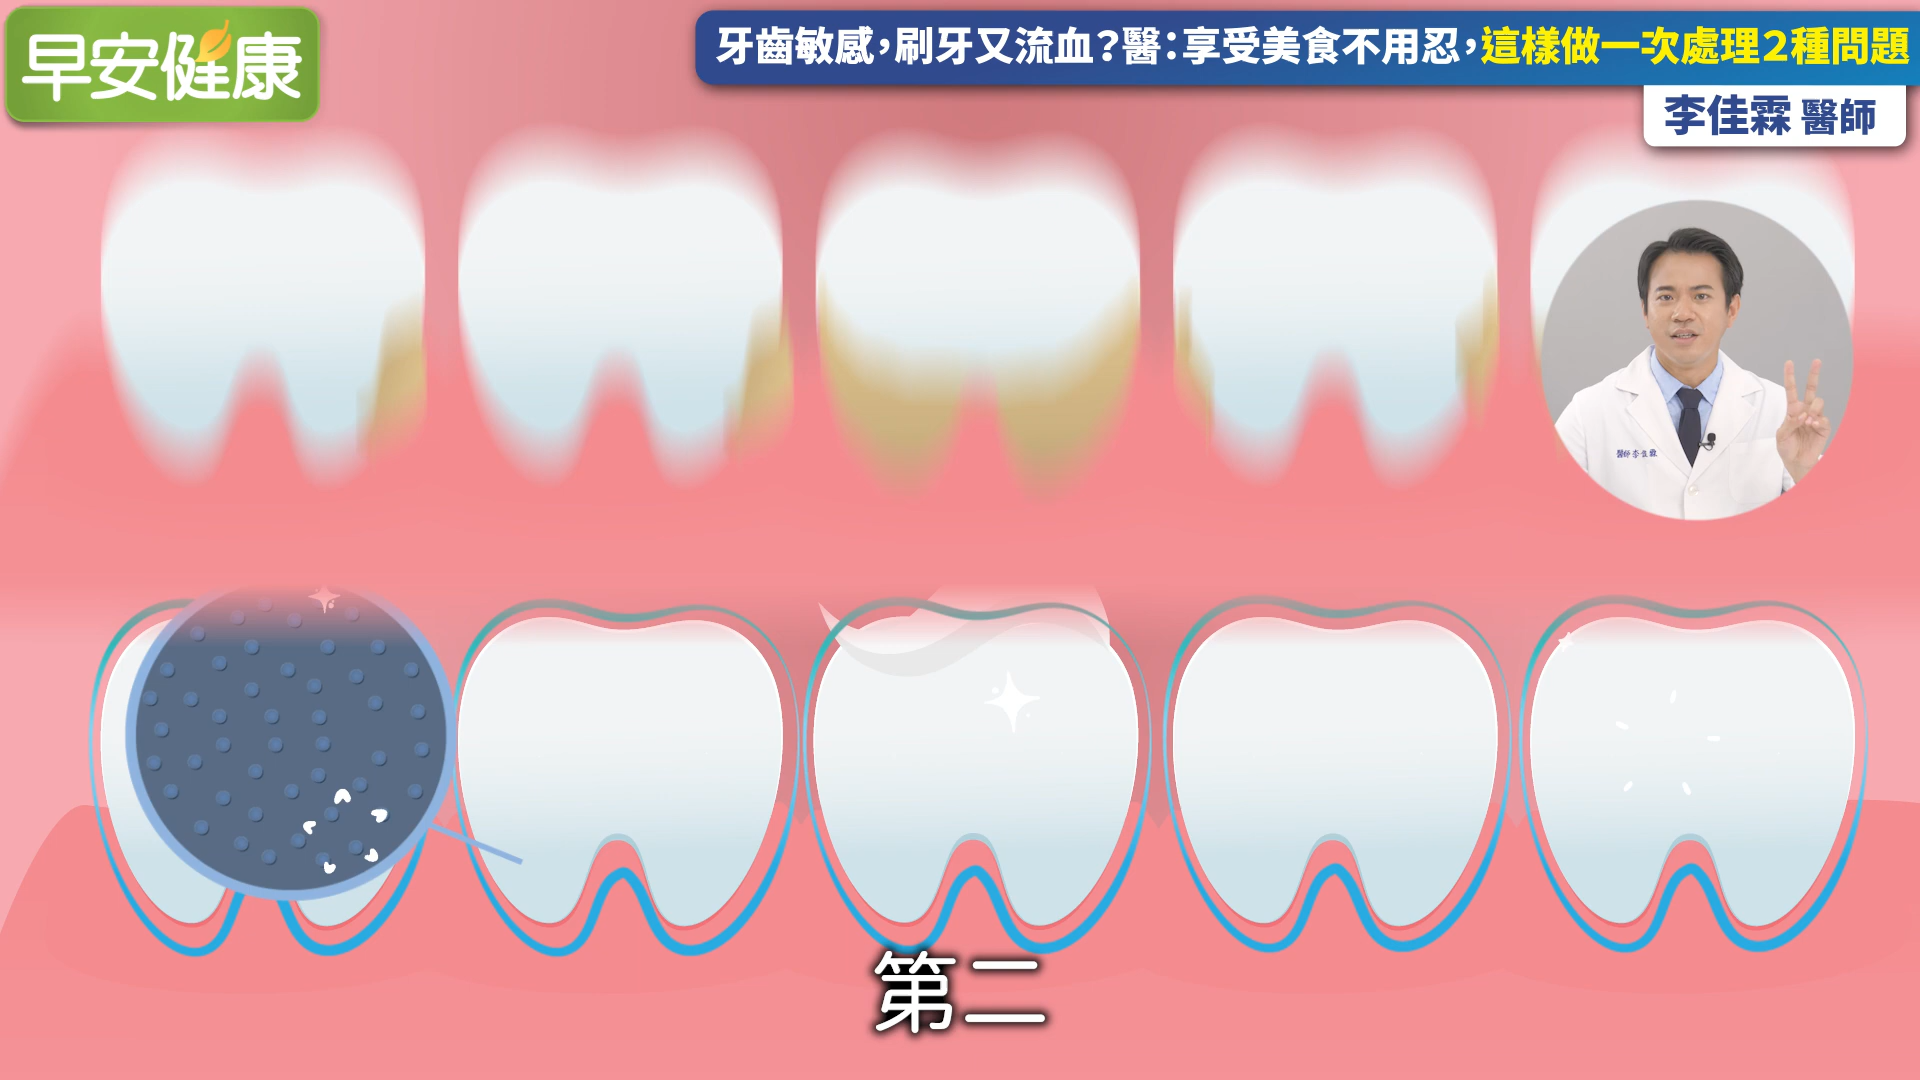 早安健康
牙齒敏感，刷牙又流血？醫：享受美食不用忍，這樣做一次處理2種問題
李佳霖 醫師
第二